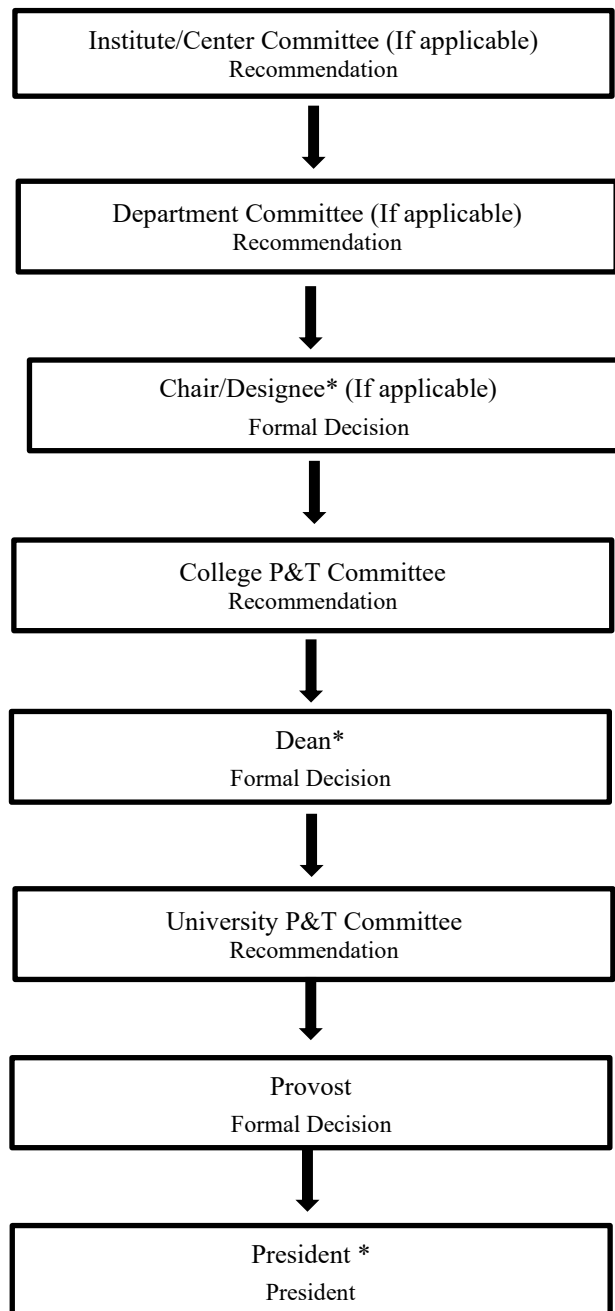 Institute/Center Committee (If applicable)
Recommendation
Department Committee (If applicable)
Recommendation
Chair/Designee* (If applicable)
Formal Decision
College P&T Committee
Recommendation
Dean*
Formal Decision
University P&T Committee
Recommendation
Provost
Formal Decision
President *
President